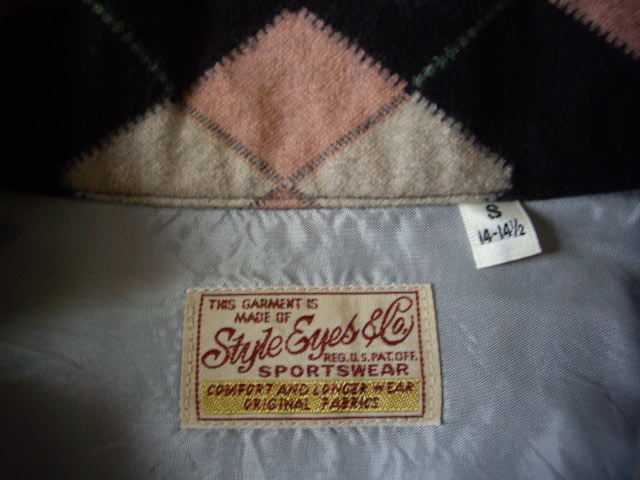 S
14-14½
THIS GARMENT IS
MADE OF
Style Eyes & Co,
REG. U.S. PAT. OFF.
SPORTSWEAR
COMFORT AND LONGER WEAR
ORIGINAL FABRICS